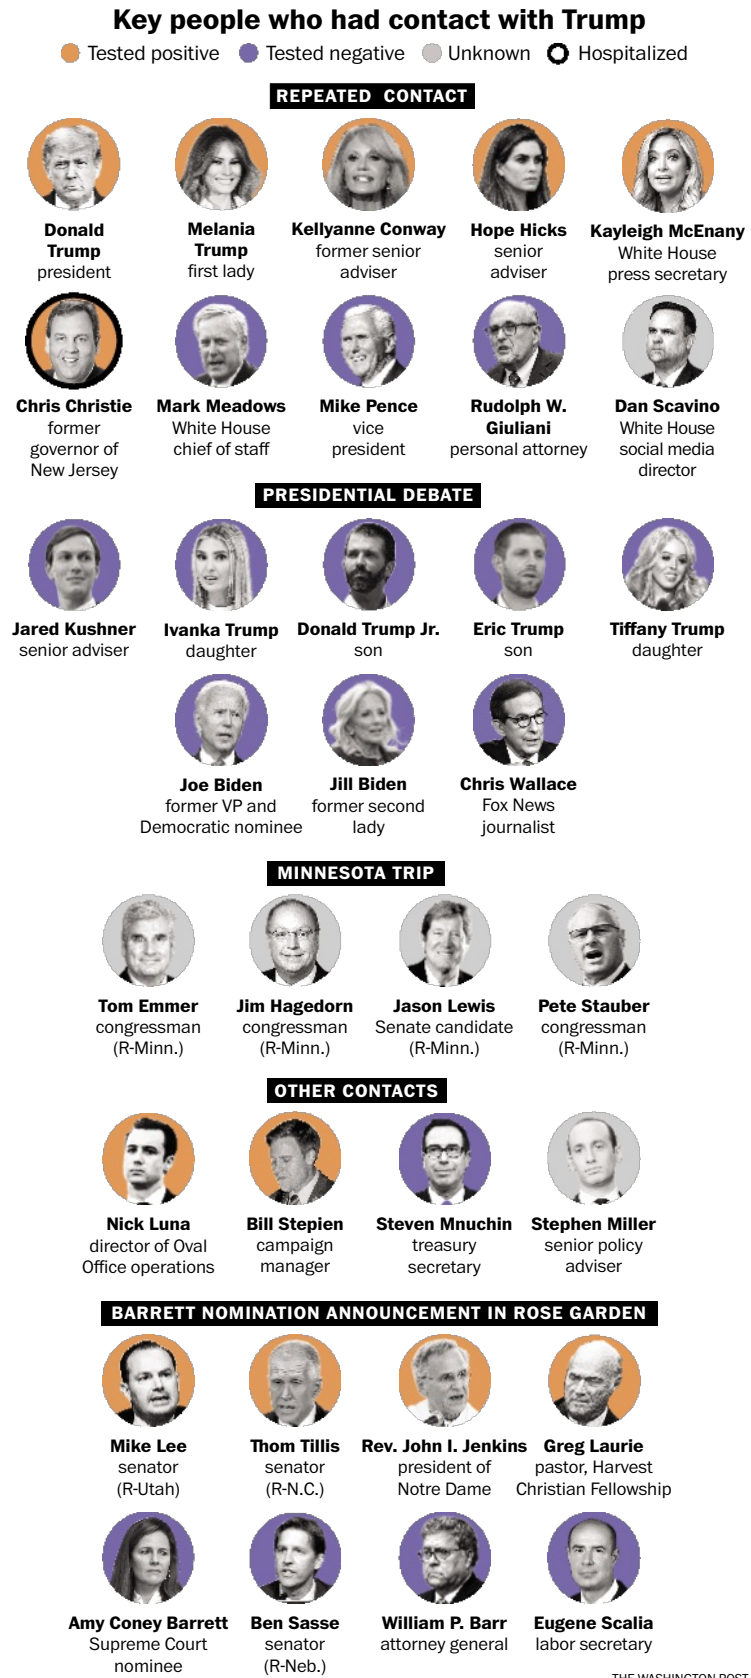 Key people who had contact with Trump
Tested positive Tested negative Unknown Hospitalized
REPEATED CONTACT
Donald Trump president
Melania Trump first lady
Kellyanne Conway former senior adviser
Hope Hicks senior adviser
Kayleigh McEnany White House press secretary
Chris Christie former governor of New Jersey
Mark Meadows White House chief of staff
Mike Pence vice president
Rudolph W. Giuliani personal attorney
Dan Scavino White House social media director
PRESIDENTIAL DEBATE
Jared Kushner senior adviser
Ivanka Trump daughter
Donald Trump Jr. son
Eric Trump son
Tiffany Trump daughter
Joe Biden former VP and Democratic nominee
Jill Biden former second lady
Chris Wallace Fox News journalist
MINNESOTA TRIP
Tom Emmer congressman (R-Minn.)
Jim Hagedorn congressman (R-Minn.)
Jason Lewis Senate candidate (R-Minn.)
Pete Stauber congressman (R-Minn.)
OTHER CONTACTS
Nick Luna director of Oval Office operations
Bill Stepien campaign manager
Steven Mnuchin treasury secretary
Stephen Miller senior policy adviser
BARRETT NOMINATION ANNOUNCEMENT IN ROSE GARDEN
Mike Lee senator (R-Utah)
Thom Tillis senator (R-N.C.)
Rev. John I. Jenkins president of Notre Dame
Greg Laurie pastor, Harvest Christian Fellowship
Amy Coney Barrett Supreme Court nominee
Ben Sasse senator (R-Neb.)
William P. Barr attorney general
Eugene Scalia labor secretary
THE WASHINGTON POST